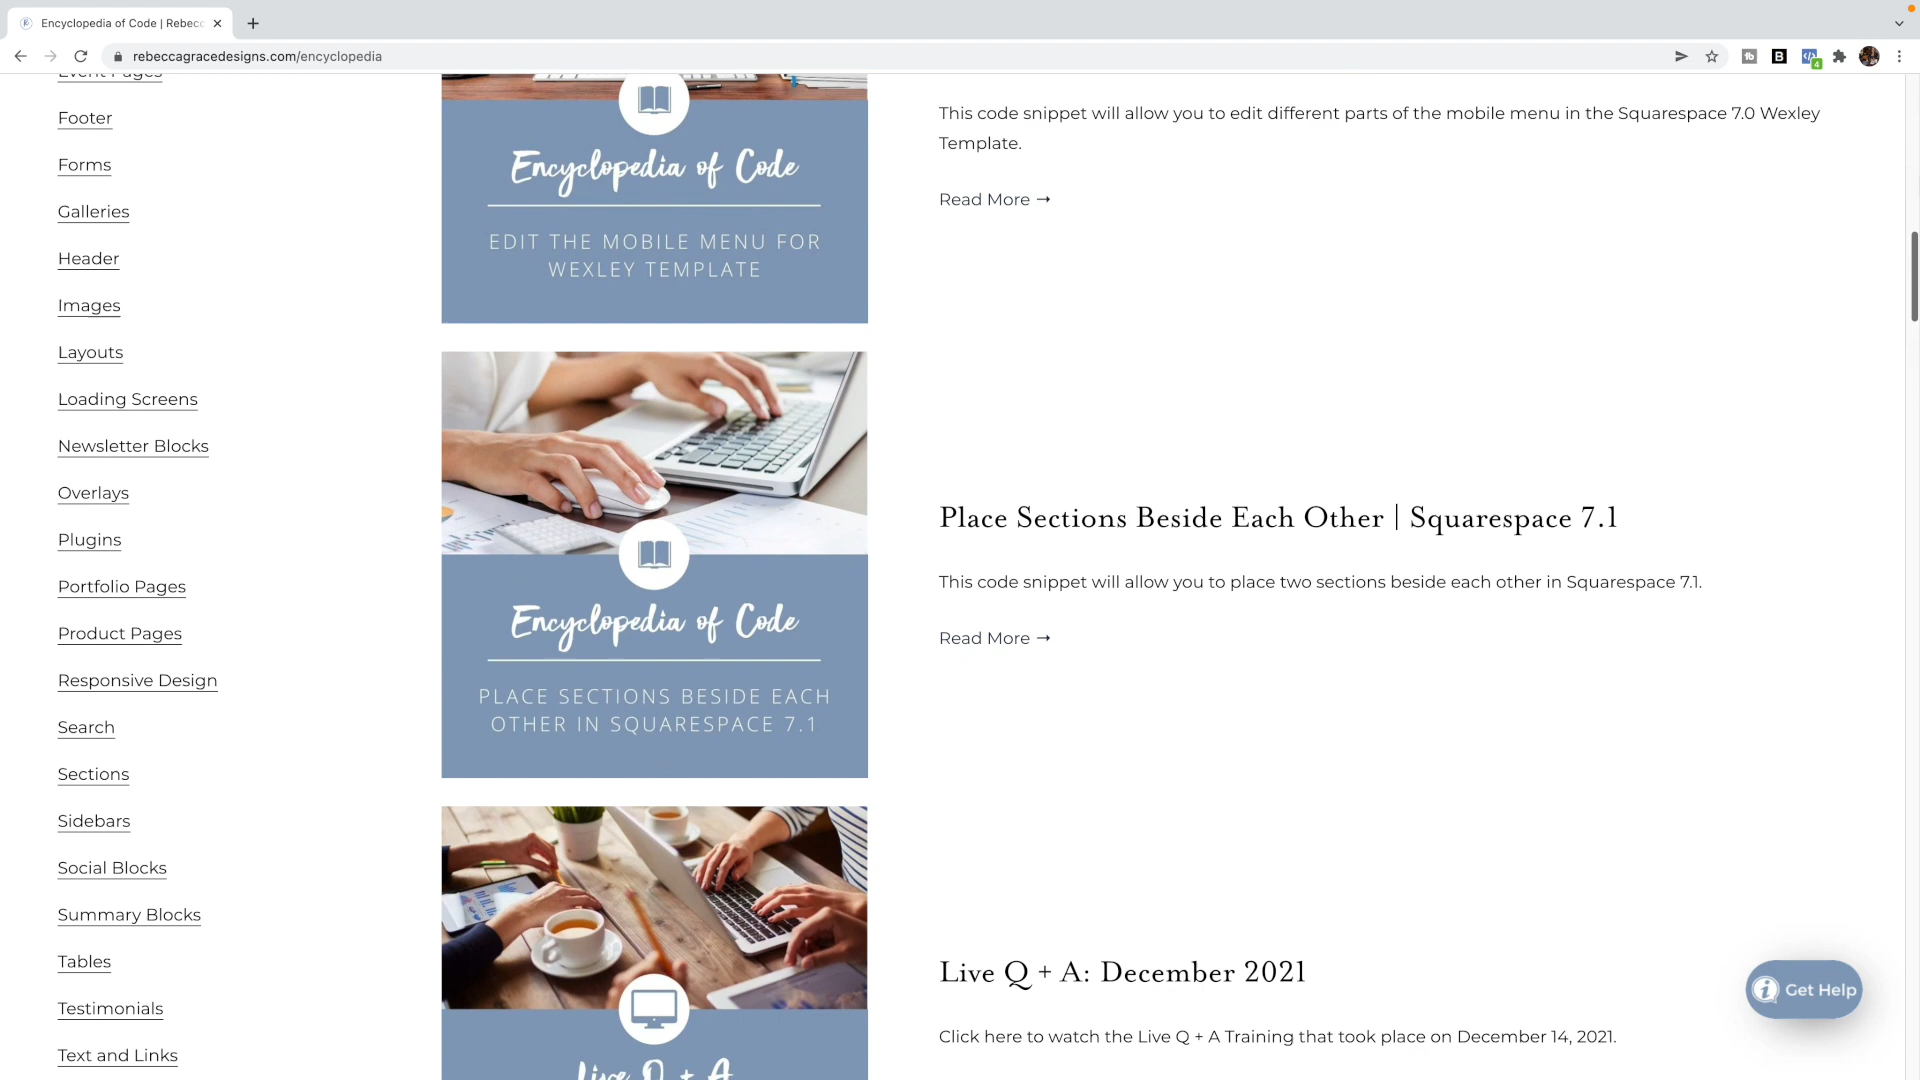 Encyclopedia of Code | Rebecc
rebeccagracedesigns.com/encyclopedia
4
Event Pages
Footer
Forms
Galleries
Header
Images
Layouts
Loading Screens
Newsletter Blocks
Overlays
Plugins
Portfolio Pages
Product Pages
Responsive Design
Search
Sections
Sidebars
Social Blocks
Summary Blocks
Tables
Testimonials
Text and Links
Encyclopedia of Code
EDIT THE MOBILE MENU FOR
WEXLEY TEMPLATE
This code snippet will allow you to edit different parts of the mobile menu in the Squarespace 7.0 Wexley
Template.
Read More →
Encyclopedia of Code
PLACE SECTIONS BESIDE EACH
OTHER IN SQUARESPACE 7.1
Place Sections Beside Each Other | Squarespace 7.1
This code snippet will allow you to place two sections beside each other in Squarespace 7.1.
Read More →
Live Q + A
Live Q + A: December 2021
Click here to watch the Live Q + A Training that took place on December 14, 2021.
Get Help